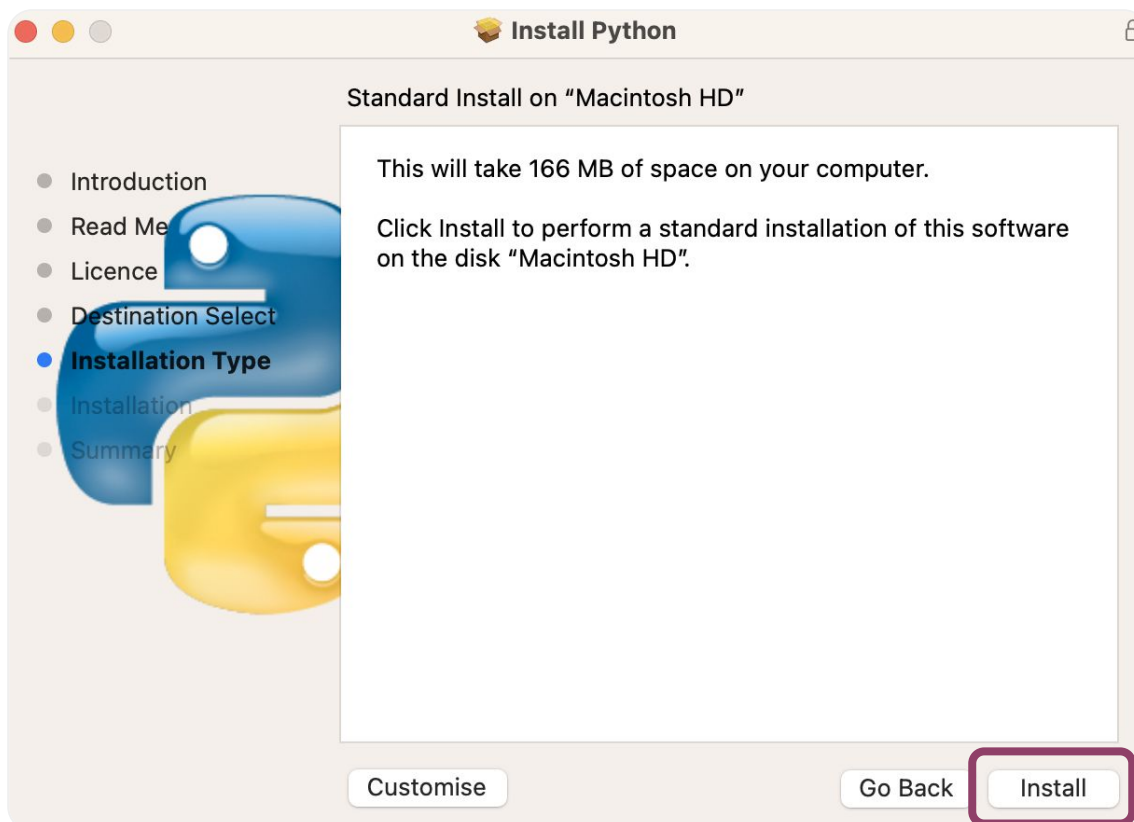 Install Python
Standard Install on “Macintosh HD”
Introduction
Read Me
Licence
Destination Select
Installation Type
Installation
Summary
This will take 166 MB of space on your computer.
Click Install to perform a standard installation of this software
on the disk “Macintosh HD”.
Customise
Go Back
Install